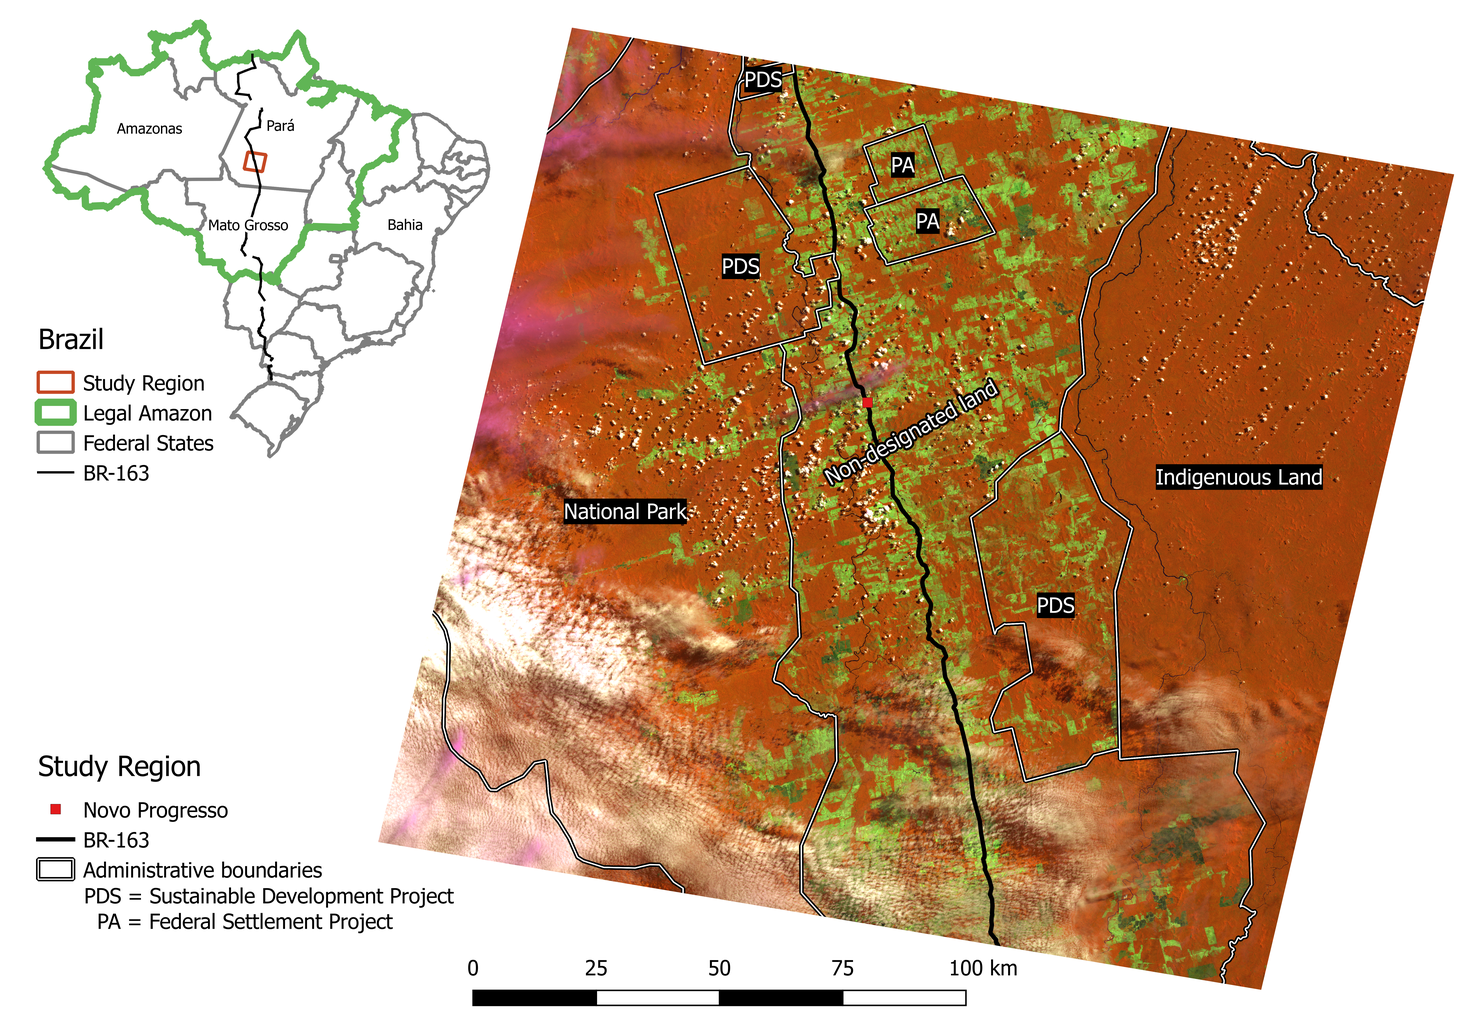 Amazonas
Pará
Mato Grosso
Bahia
Brazil
Study Region
Legal Amazon
Federal States
BR-163
PDS
PA
PA
PDS
Non-designated land
Indigenuous Land
National Park
PDS
Study Region
Novo Progresso
BR-163
Administrative boundaries
PDS = Sustainable Development Project
PA = Federal Settlement Project
0 25 50 75 100 km